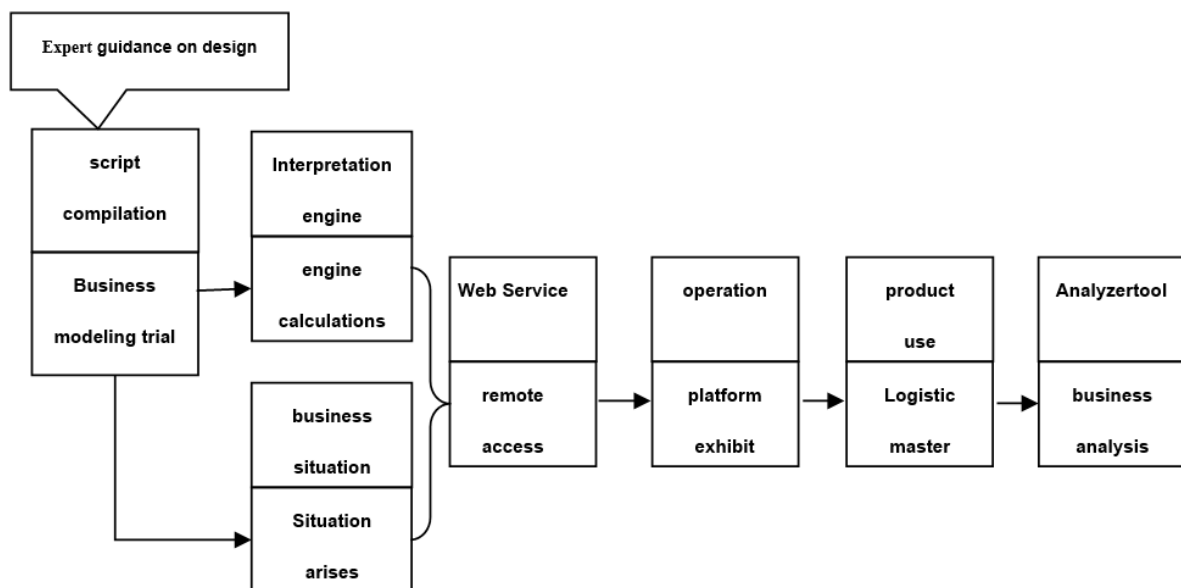 Expert guidance on design
script
compilation
Business
modeling trial
Interpretation
engine
engine
calculations
business
situation
Situation
arises
Web Service
remote
access
operation
platform
exhibit
product
use
Logistic
master
Analyzertool
business
analysis